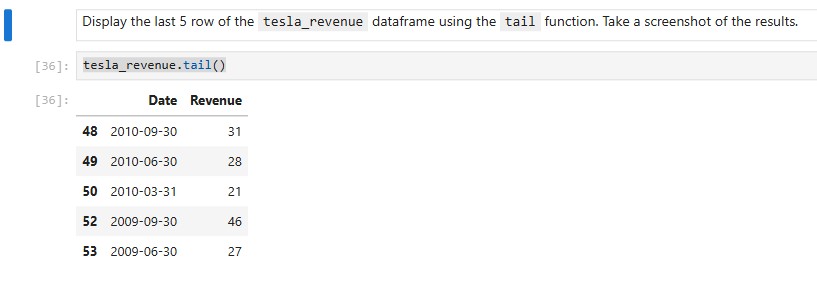 Display the last 5 row of the tesla_revenue dataframe using the tail function. Take a screenshot of the results.
[36]: tesla_revenue.tail()
[36]: Date Revenue
48 2010-09-30 31
49 2010-06-30 28
50 2010-03-31 21
52 2009-09-30 46
53 2009-06-30 27